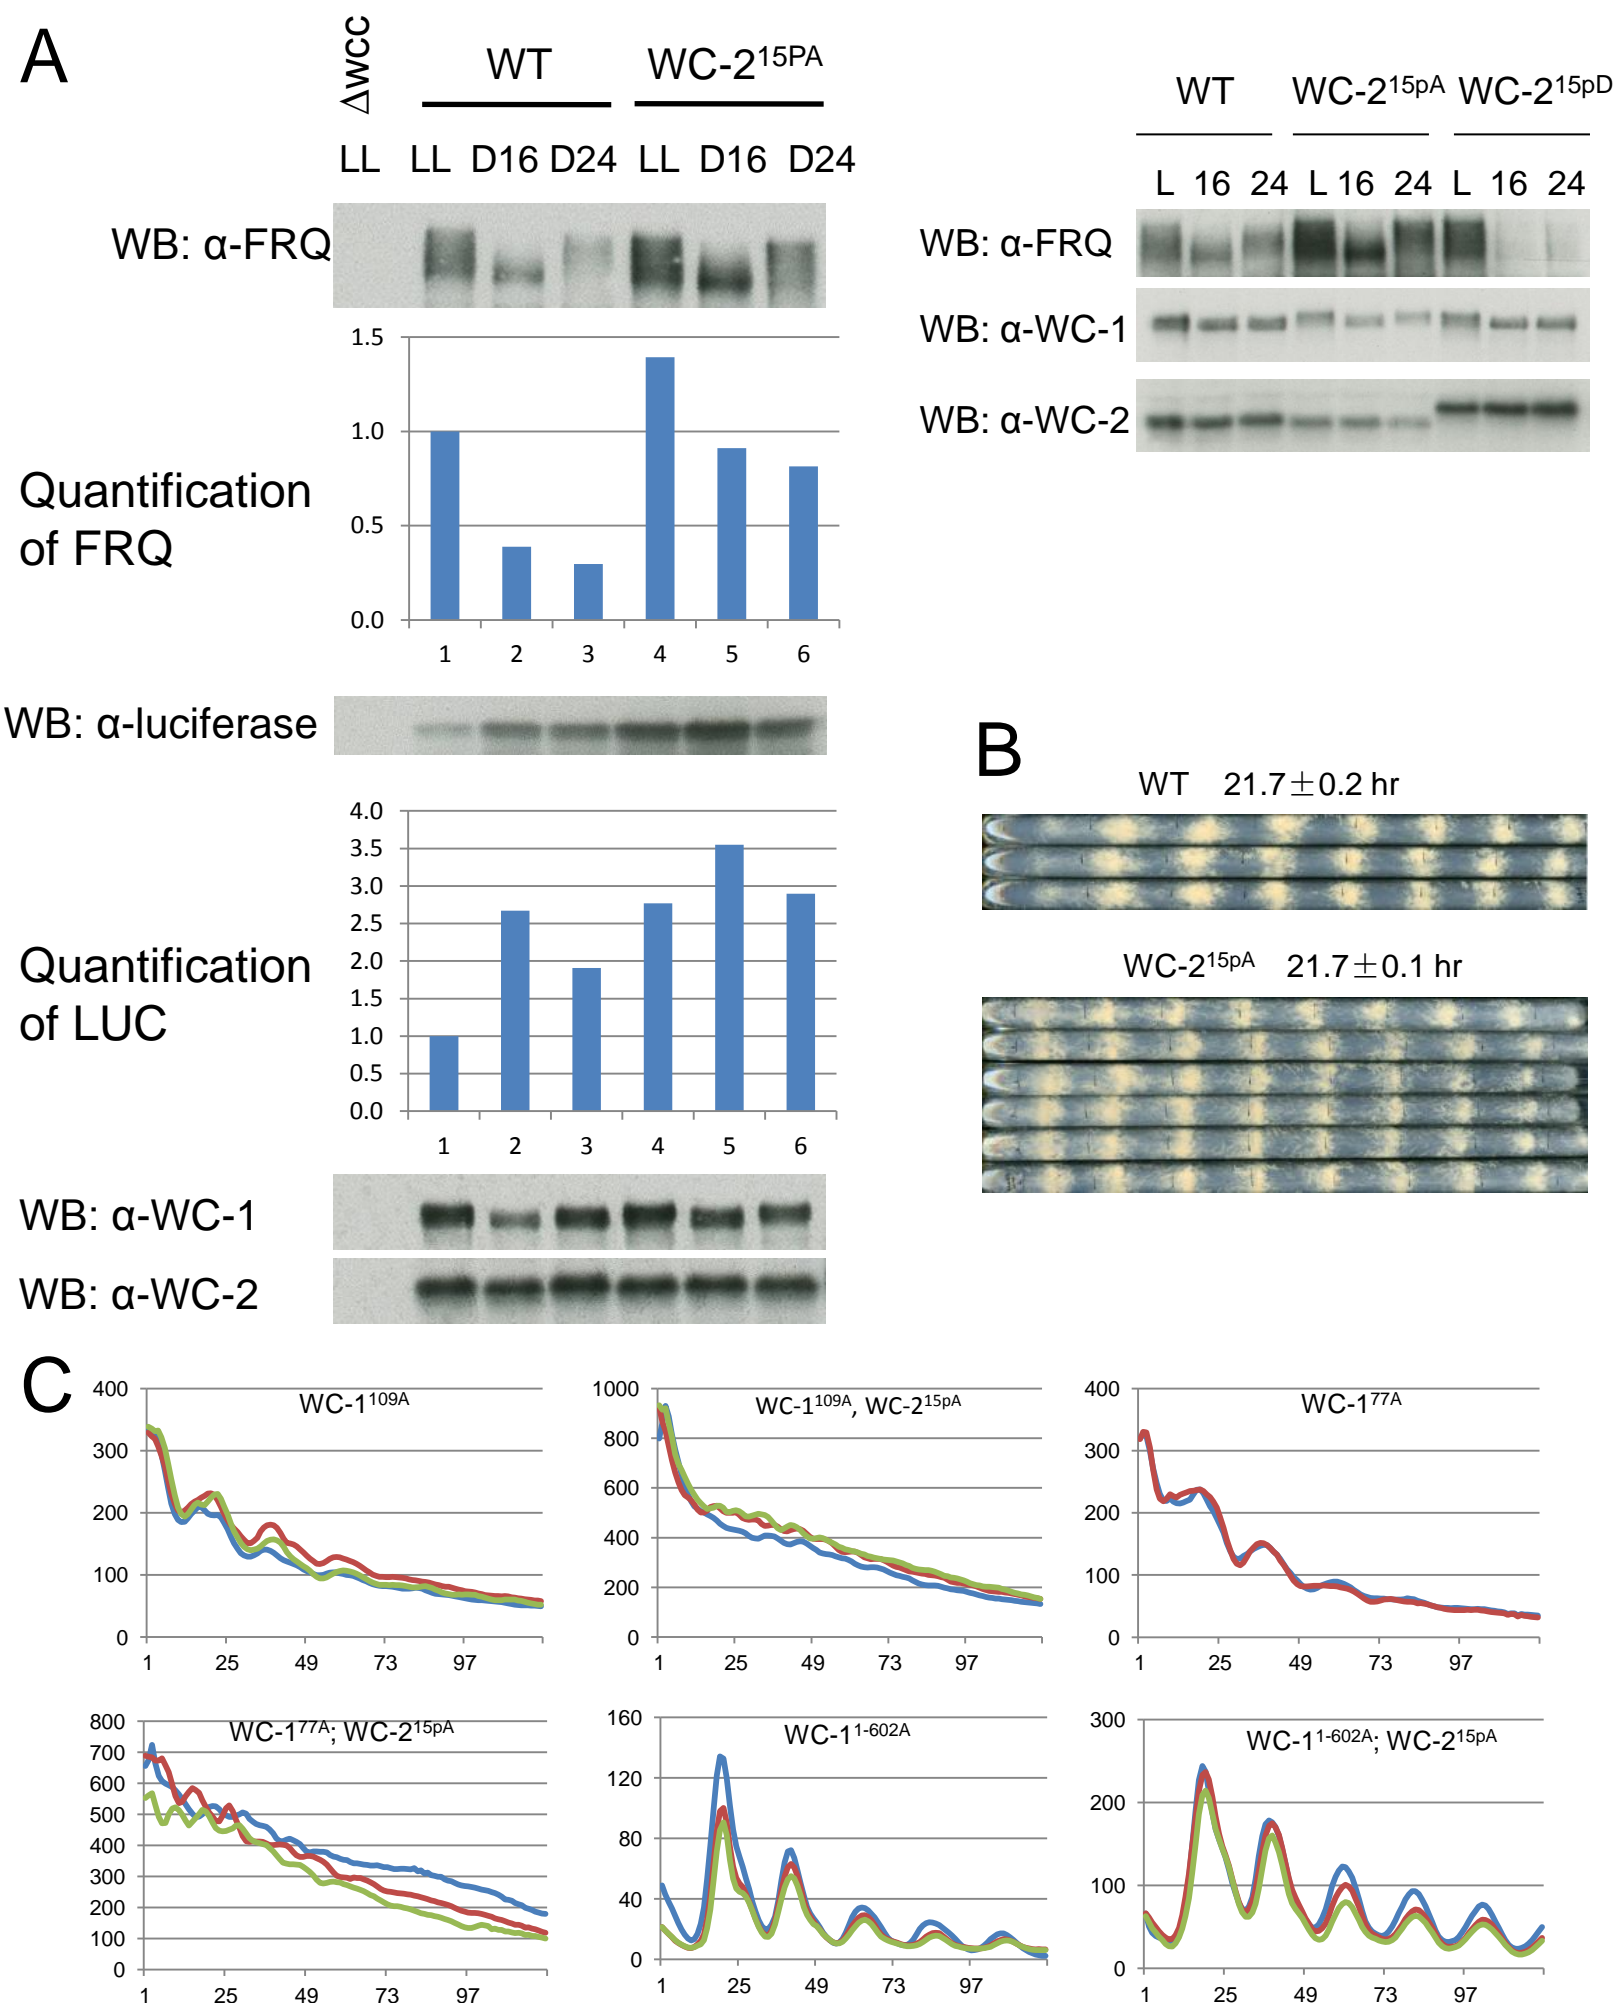 A
Δwcc
WT
WC-2¹⁵ᴾᴬ
LL LL D16 D24 LL D16 D24
WB: α-FRQ
1.5
1.0
0.5
0.0
1 2 3 4 5 6
Quantification
of FRQ
WB: α-luciferase
4.0
3.5
3.0
2.5
2.0
1.5
1.0
0.5
0.0
1 2 3 4 5 6
Quantification
of LUC
WB: α-WC-1
WB: α-WC-2
WT WC-2¹⁵ᵖᴬ WC-2¹⁵ᵖᴰ
L 16 24 L 16 24 L 16 24
WB: α-FRQ
WB: α-WC-1
WB: α-WC-2
B
WT 21.7±0.2 hr
WC-2¹⁵ᵖᴬ 21.7±0.1 hr
C
WC-1¹⁰⁹ᴬ
400
300
200
100
0
1 25 49 73 97
WC-1¹⁰⁹ᴬ, WC-2¹⁵ᵖᴬ
1000
800
600
400
200
0
1 25 49 73 97
WC-1⁷⁷ᴬ
400
300
200
100
0
1 25 49 73 97
WC-1⁷⁷ᴬ; WC-2¹⁵ᵖᴬ
800
700
600
500
400
300
200
100
0
1 25 49 73 97
WC-1¹⁻⁶⁰²ᴬ
160
120
80
40
0
1 25 49 73 97
WC-1¹⁻⁶⁰²ᴬ; WC-2¹⁵ᵖᴬ
300
200
100
0
1 25 49 73 97